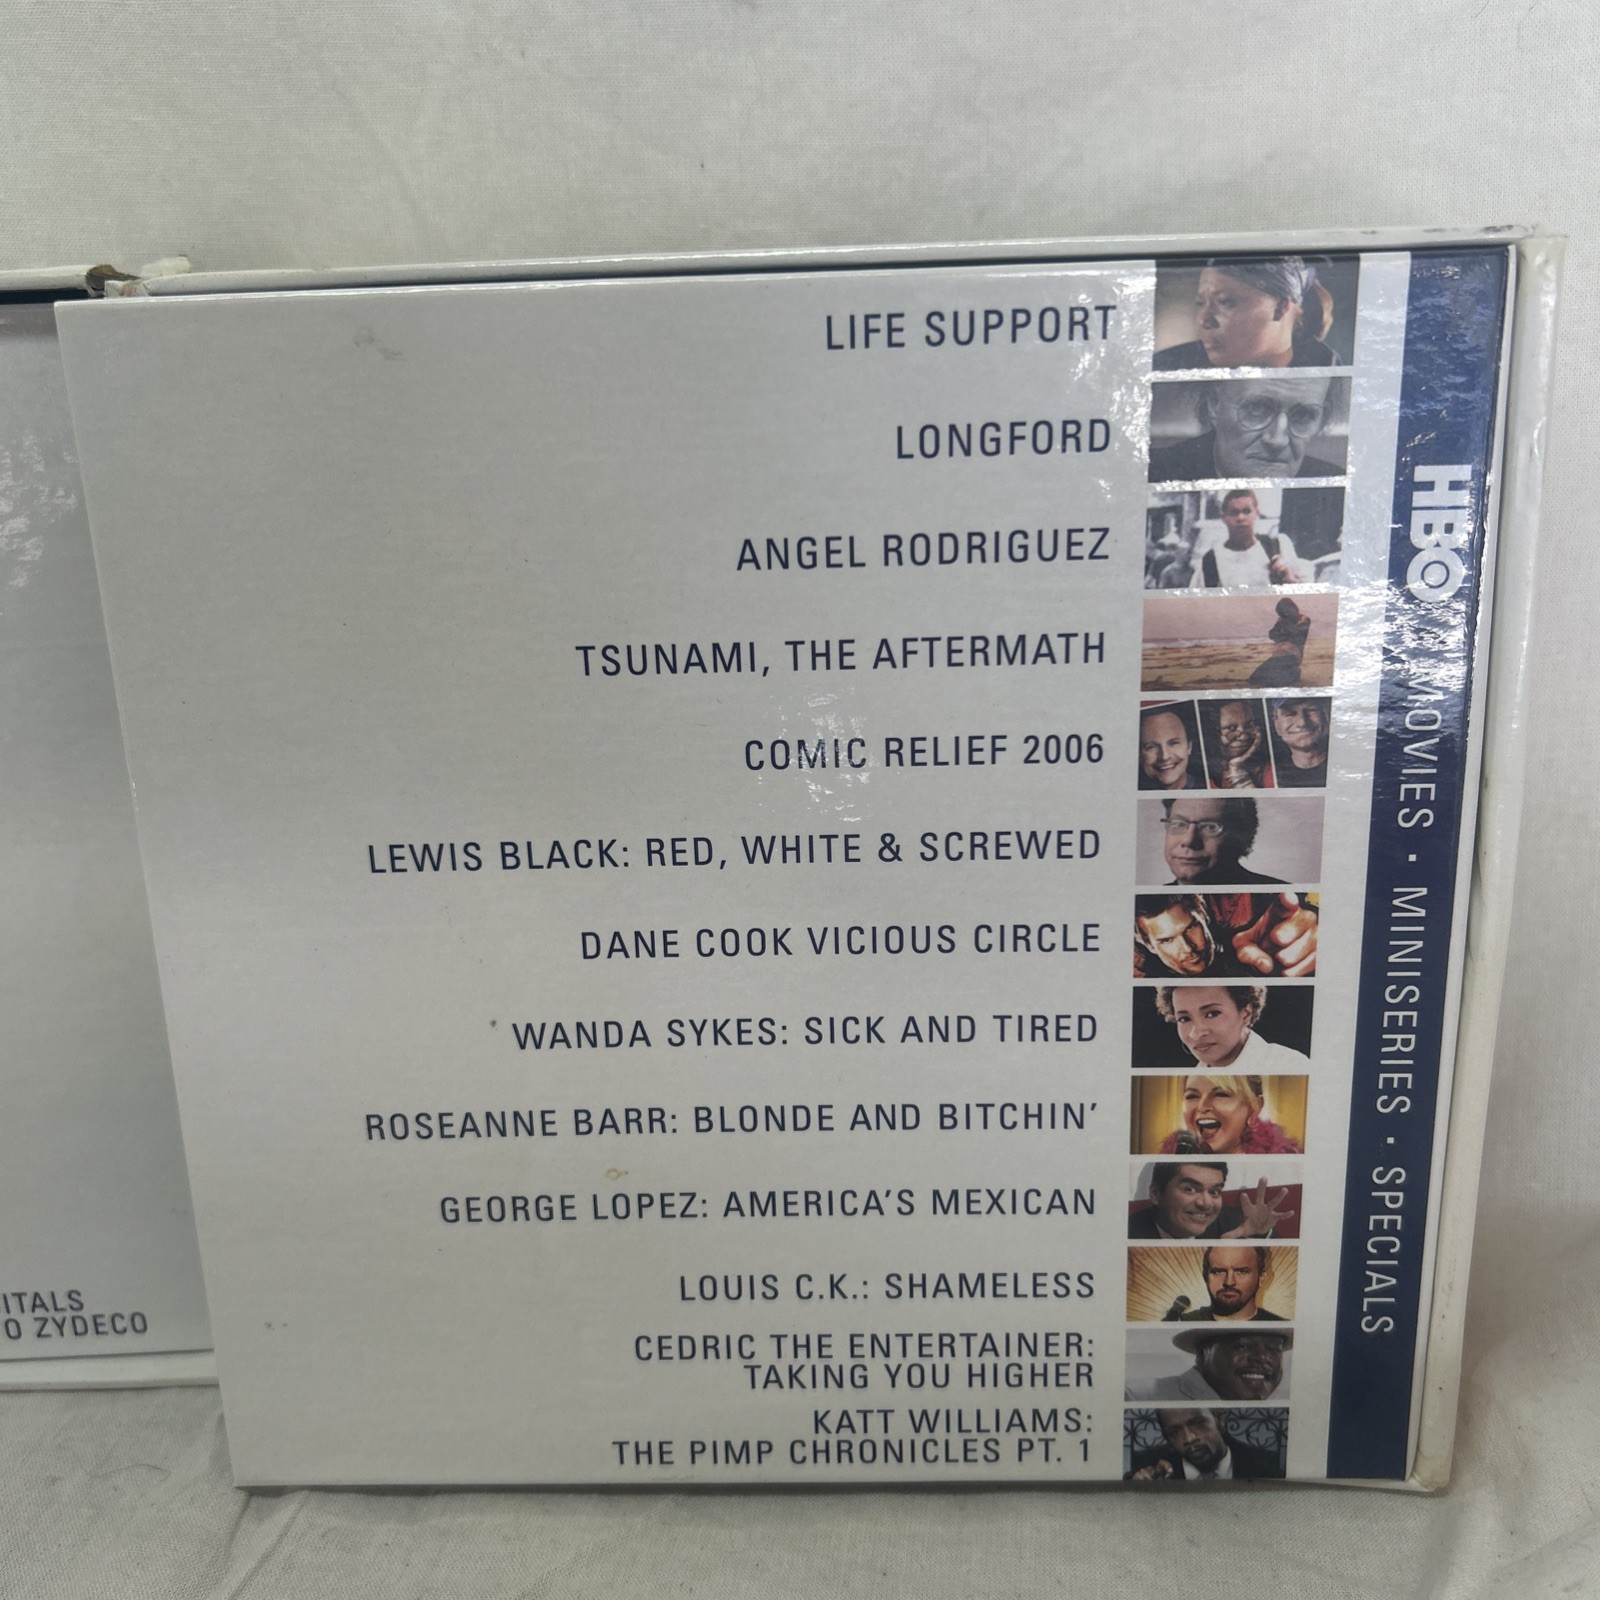 LIFE SUPPORT
LONGFORD
ANGEL RODRIGUEZ
TSUNAMI, THE AFTERMATH
COMIC RELIEF 2006
LEWIS BLACK: RED, WHITE & SCREWED
DANE COOK VICIOUS CIRCLE
WANDA SYKES: SICK AND TIRED
ROSEANNE BARR: BLONDE AND BITCHIN'
GEORGE LOPEZ: AMERICA'S MEXICAN
LOUIS C.K.: SHAMELESS
CEDRIC THE ENTERTAINER:
TAKING YOU HIGHER
KATT WILLIAMS:
THE PIMP CHRONICLES PT. 1
HBO MOVIES · MINISERIES · SPECIALS
ITALS
O ZYDECO